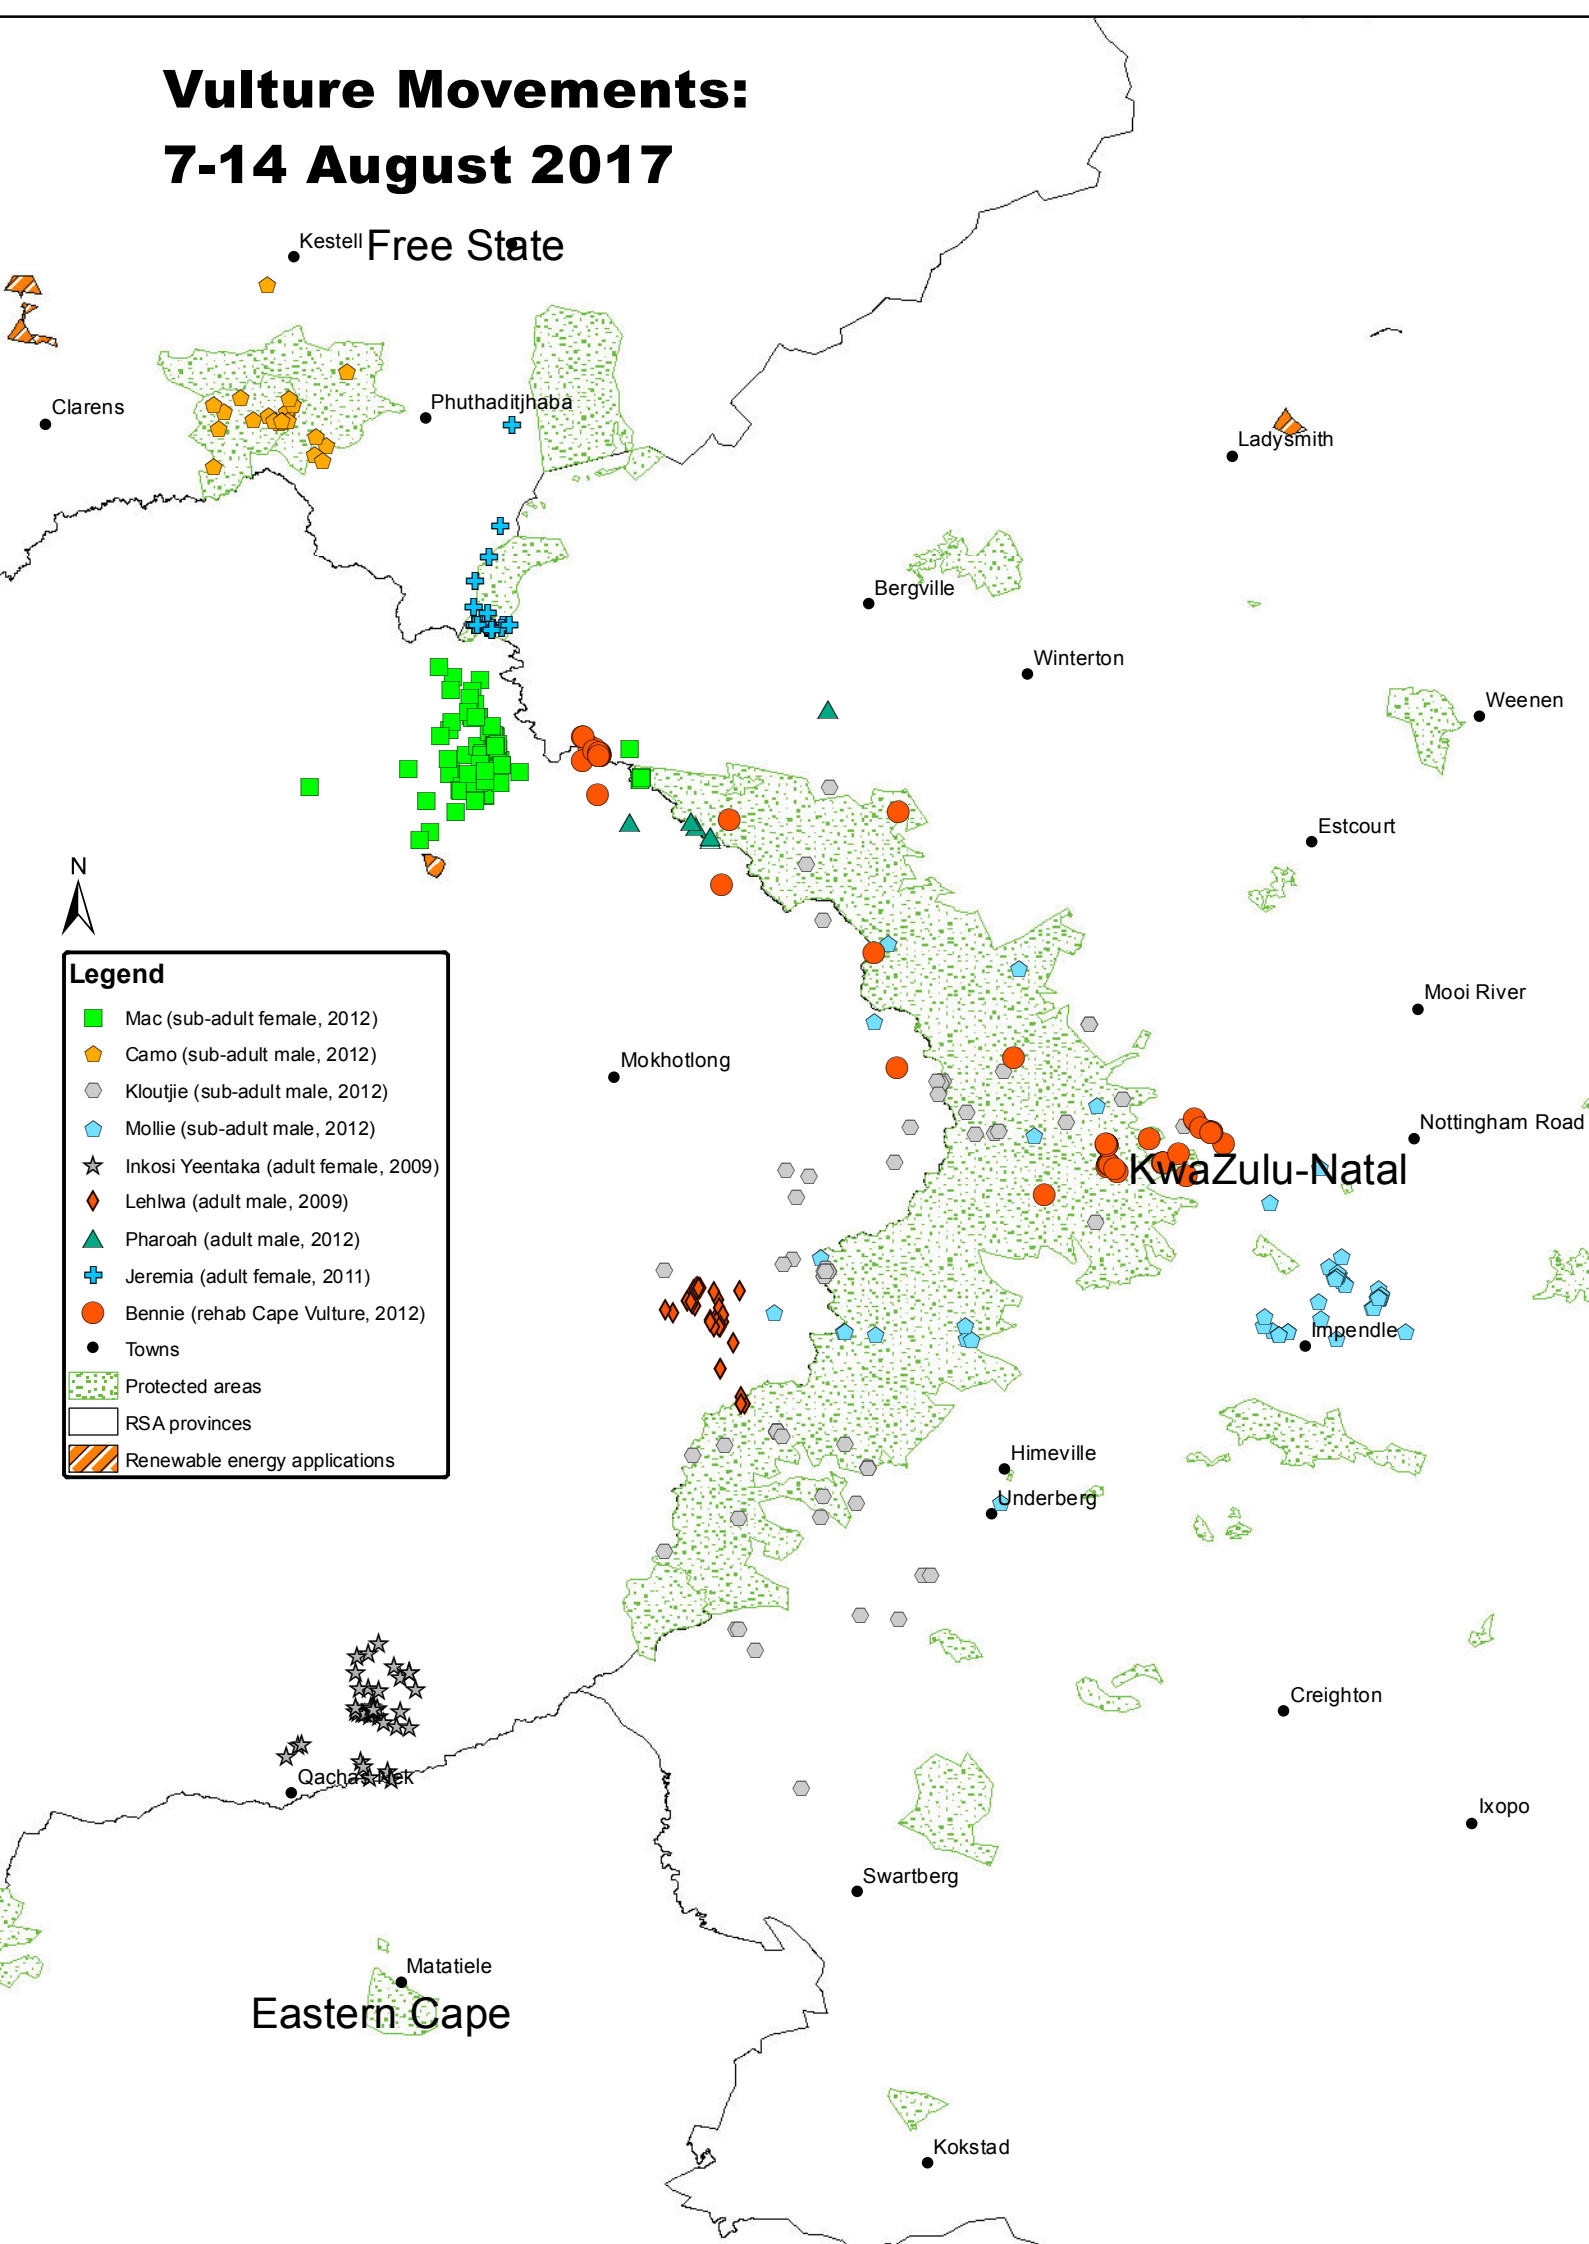 Vulture Movements:
7-14 August 2017
Kestell
Free State
Clarens
Phuthaditjhaba
Ladysmith
Bergville
Winterton
Weenen
Estcourt
N
Legend
Mac (sub-adult female, 2012)
Camo (sub-adult male, 2012)
Kloutjie (sub-adult male, 2012)
Mollie (sub-adult male, 2012)
Inkosi Yeentaka (adult female, 2009)
Lehlwa (adult male, 2009)
Pharoah (adult male, 2012)
Jeremia (adult female, 2011)
Bennie (rehab Cape Vulture, 2012)
Towns
Protected areas
RSA provinces
Renewable energy applications
Mooi River
Mokhotlong
Nottingham Road
KwaZulu-Natal
Impendle
Himeville
Underberg
Creighton
Qachas Nek
Ixopo
Swartberg
Matatiele
Eastern Cape
Kokstad